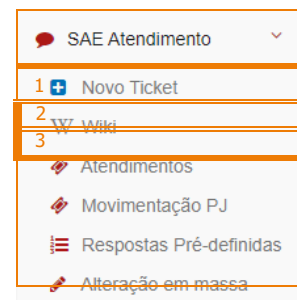 SAE Atendimento
1 Novo Ticket
2
W Wiki
3
Atendimentos
Movimentação PJ
Respostas Pré-definidas
Alteração em massa